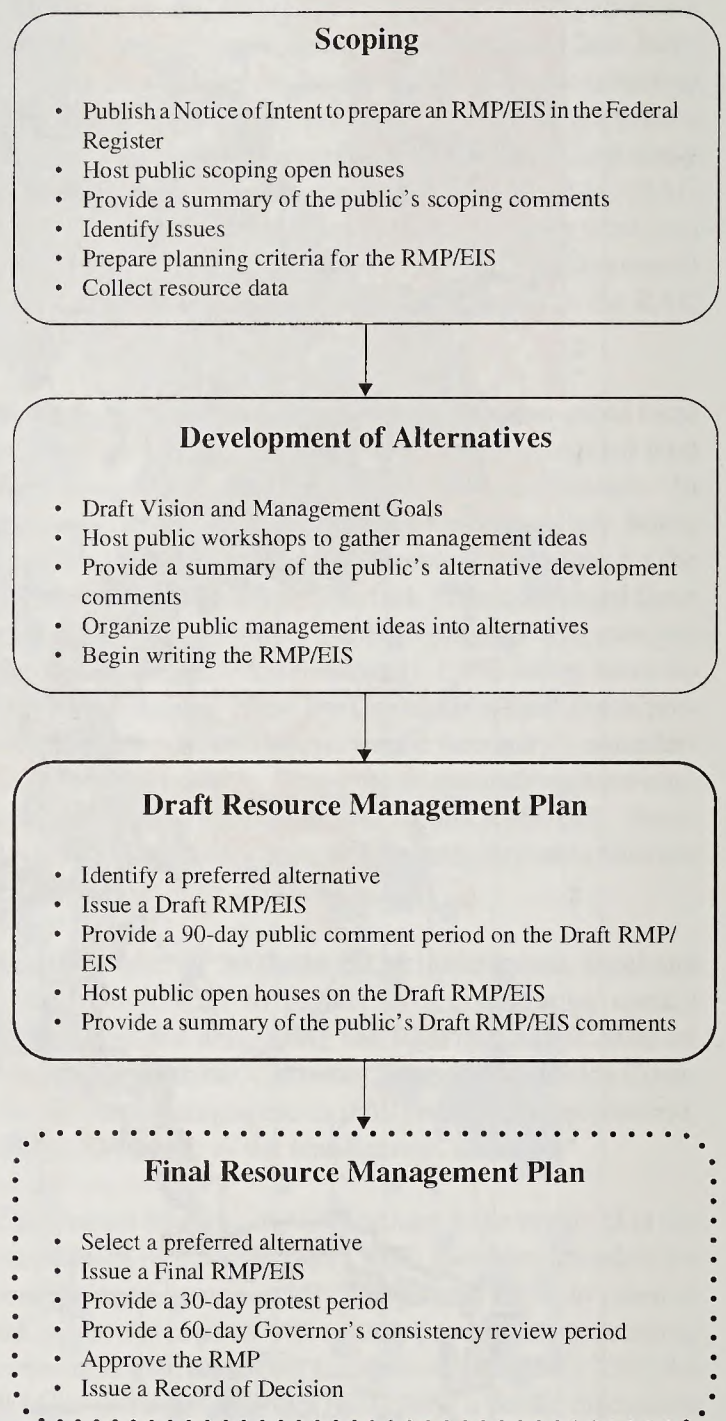 Scoping
• Publish a Notice of Intent to prepare an RMP/EIS in the Federal
Register
• Host public scoping open houses
• Provide a summary of the public's scoping comments
• Identify Issues
• Prepare planning criteria for the RMP/EIS
• Collect resource data
Development of Alternatives
• Draft Vision and Management Goals
• Host public workshops to gather management ideas
• Provide a summary of the public's alternative development
comments
• Organize public management ideas into alternatives
• Begin writing the RMP/EIS
Draft Resource Management Plan
• Identify a preferred alternative
• Issue a Draft RMP/EIS
• Provide a 90-day public comment period on the Draft RMP/
EIS
• Host public open houses on the Draft RMP/EIS
• Provide a summary of the public's Draft RMP/EIS comments
Final Resource Management Plan
• Select a preferred alternative
• Issue a Final RMP/EIS
• Provide a 30-day protest period
• Provide a 60-day Governor's consistency review period
• Approve the RMP
• Issue a Record of Decision